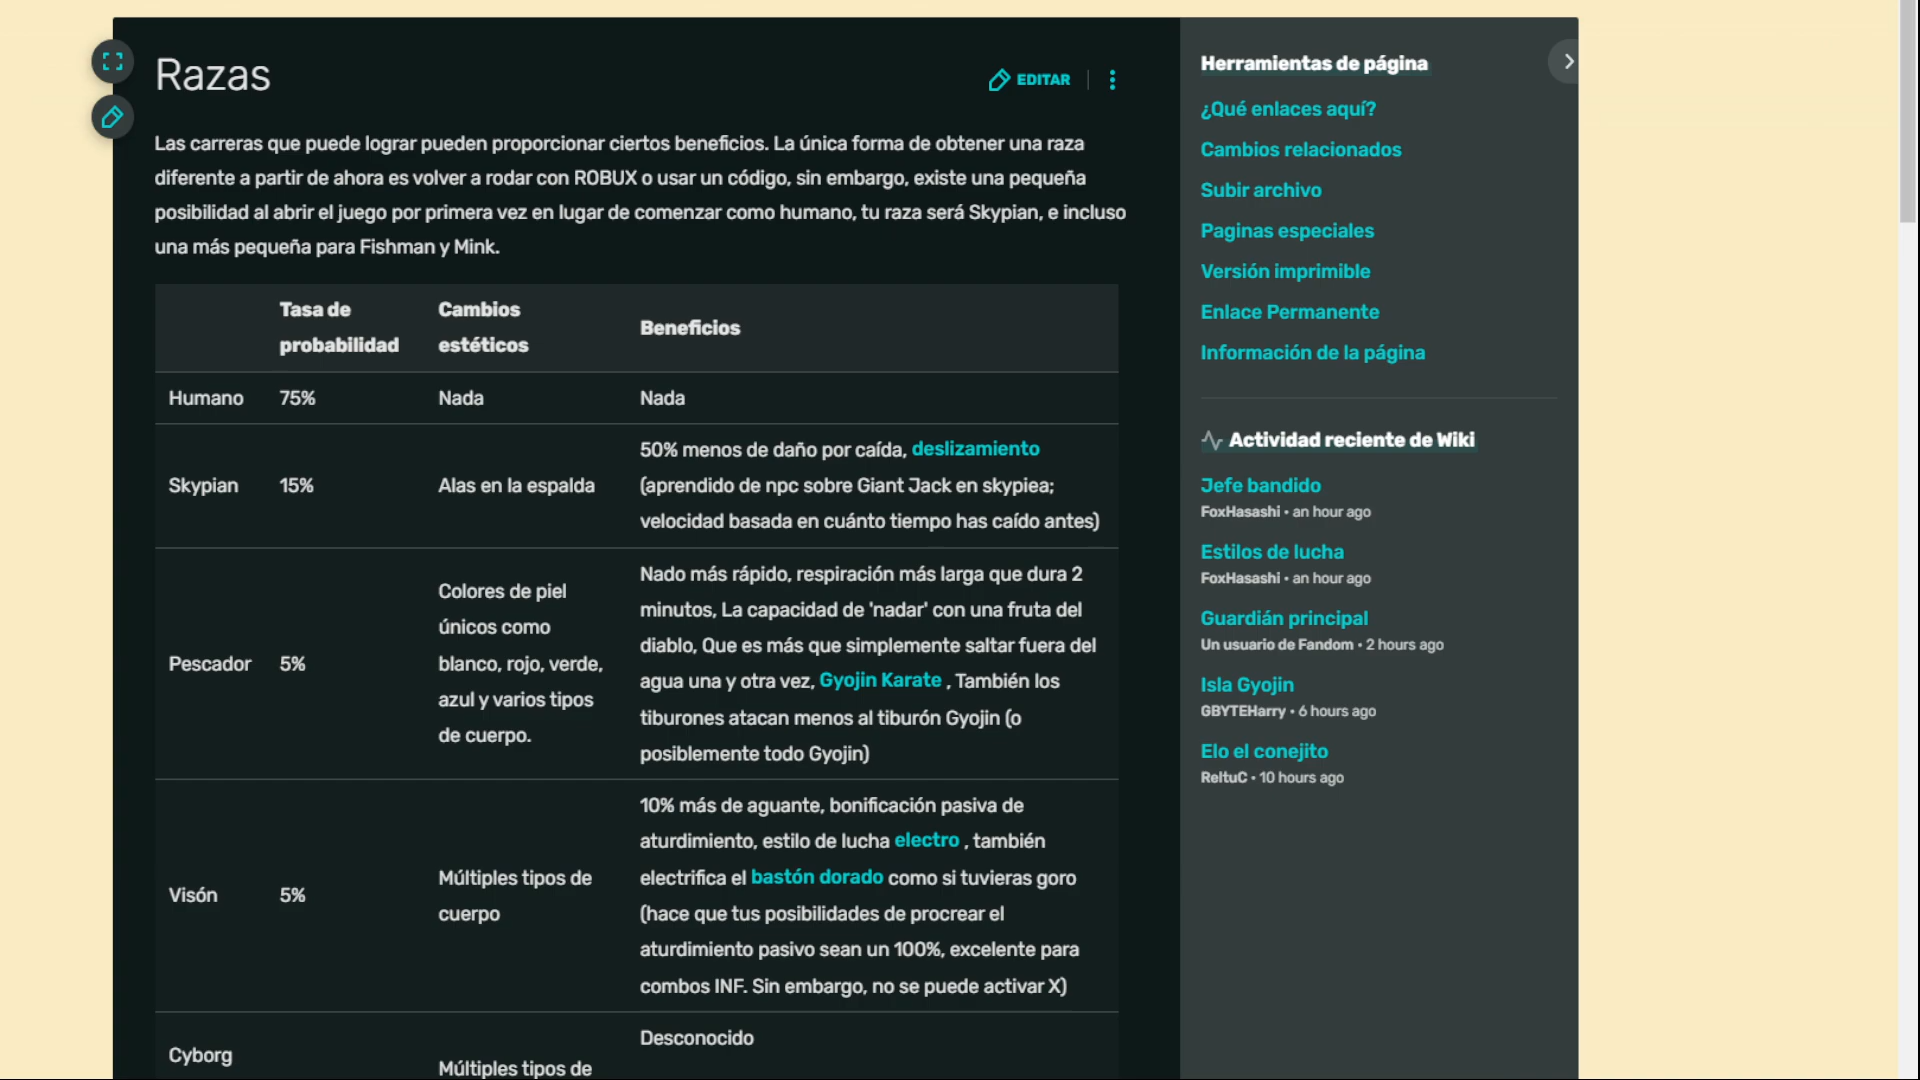 Razas
EDITAR
Las carreras que puede lograr pueden proporcionar ciertos beneficios. La única forma de obtener una raza
diferente a partir de ahora es volver a rodar con ROBUX o usar un código, sin embargo, existe una pequeña
posibilidad al abrir el juego por primera vez en lugar de comenzar como humano, tu raza será Skypian, e incluso
una más pequeña para Fishman y Mink.
Tasa de
probabilidad
Cambios
estéticos
Beneficios
Humano
75%
Nada
Nada
Skypian
15%
Alas en la espalda
50% menos de daño por caída, deslizamiento
(aprendido de npc sobre Giant Jack en skypiea;
velocidad basada en cuánto tiempo has caído antes)
Pescador
5%
Colores de piel
únicos como
blanco, rojo, verde,
azul y varios tipos
de cuerpo.
Nado más rápido, respiración más larga que dura 2
minutos, La capacidad de 'nadar' con una fruta del
diablo, Que es más que simplemente saltar fuera del
agua una y otra vez, Gyojin Karate , También los
tiburones atacan menos al tiburón Gyojin (o
posiblemente todo Gyojin)
Visón
5%
Múltiples tipos de
cuerpo
10% más de aguante, bonificación pasiva de
aturdimiento, estilo de lucha electro , también
electrifica el bastón dorado como si tuvieras goro
(hace que tus posibilidades de procrear el
aturdimiento pasivo sean un 100%, excelente para
combos INF. Sin embargo, no se puede activar X)
Cyborg
Múltiples tipos de
Desconocido
Herramientas de página
¿Qué enlaces aquí?
Cambios relacionados
Subir archivo
Paginas especiales
Versión imprimible
Enlace Permanente
Información de la página
Actividad reciente de Wiki
Jefe bandido
FoxHasashi • an hour ago
Estilos de lucha
FoxHasashi • an hour ago
Guardián principal
Un usuario de Fandom • 2 hours ago
Isla Gyojin
GBYTEHarry • 6 hours ago
Elo el conejito
ReltuC • 10 hours ago